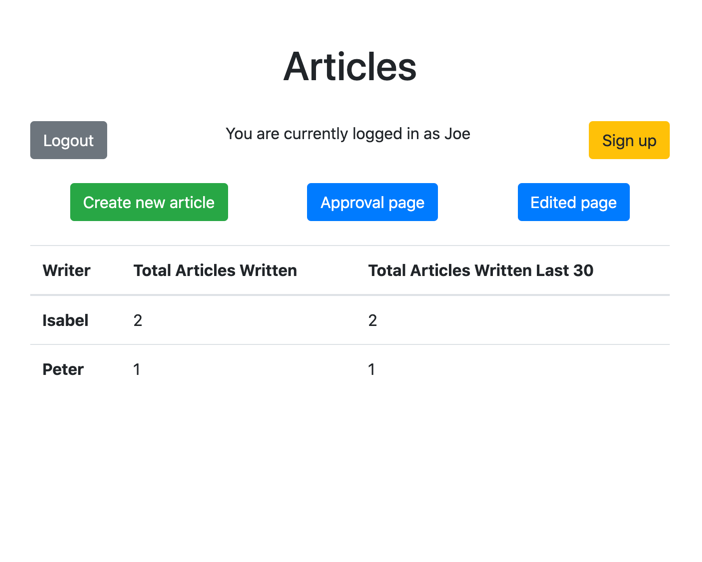 Articles
Logout
You are currently logged in as Joe
Sign up
Create new article
Approval page
Edited page
Writer Total Articles Written Total Articles Written Last 30
Isabel 2 2
Peter 1 1